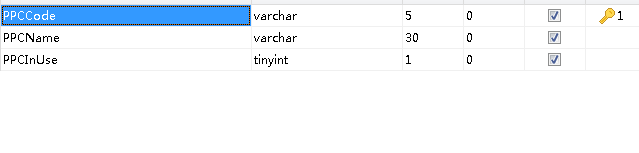 PPCCode varchar 5 0 1
PPCName varchar 30 0
PPCInUse tinyint 1 0